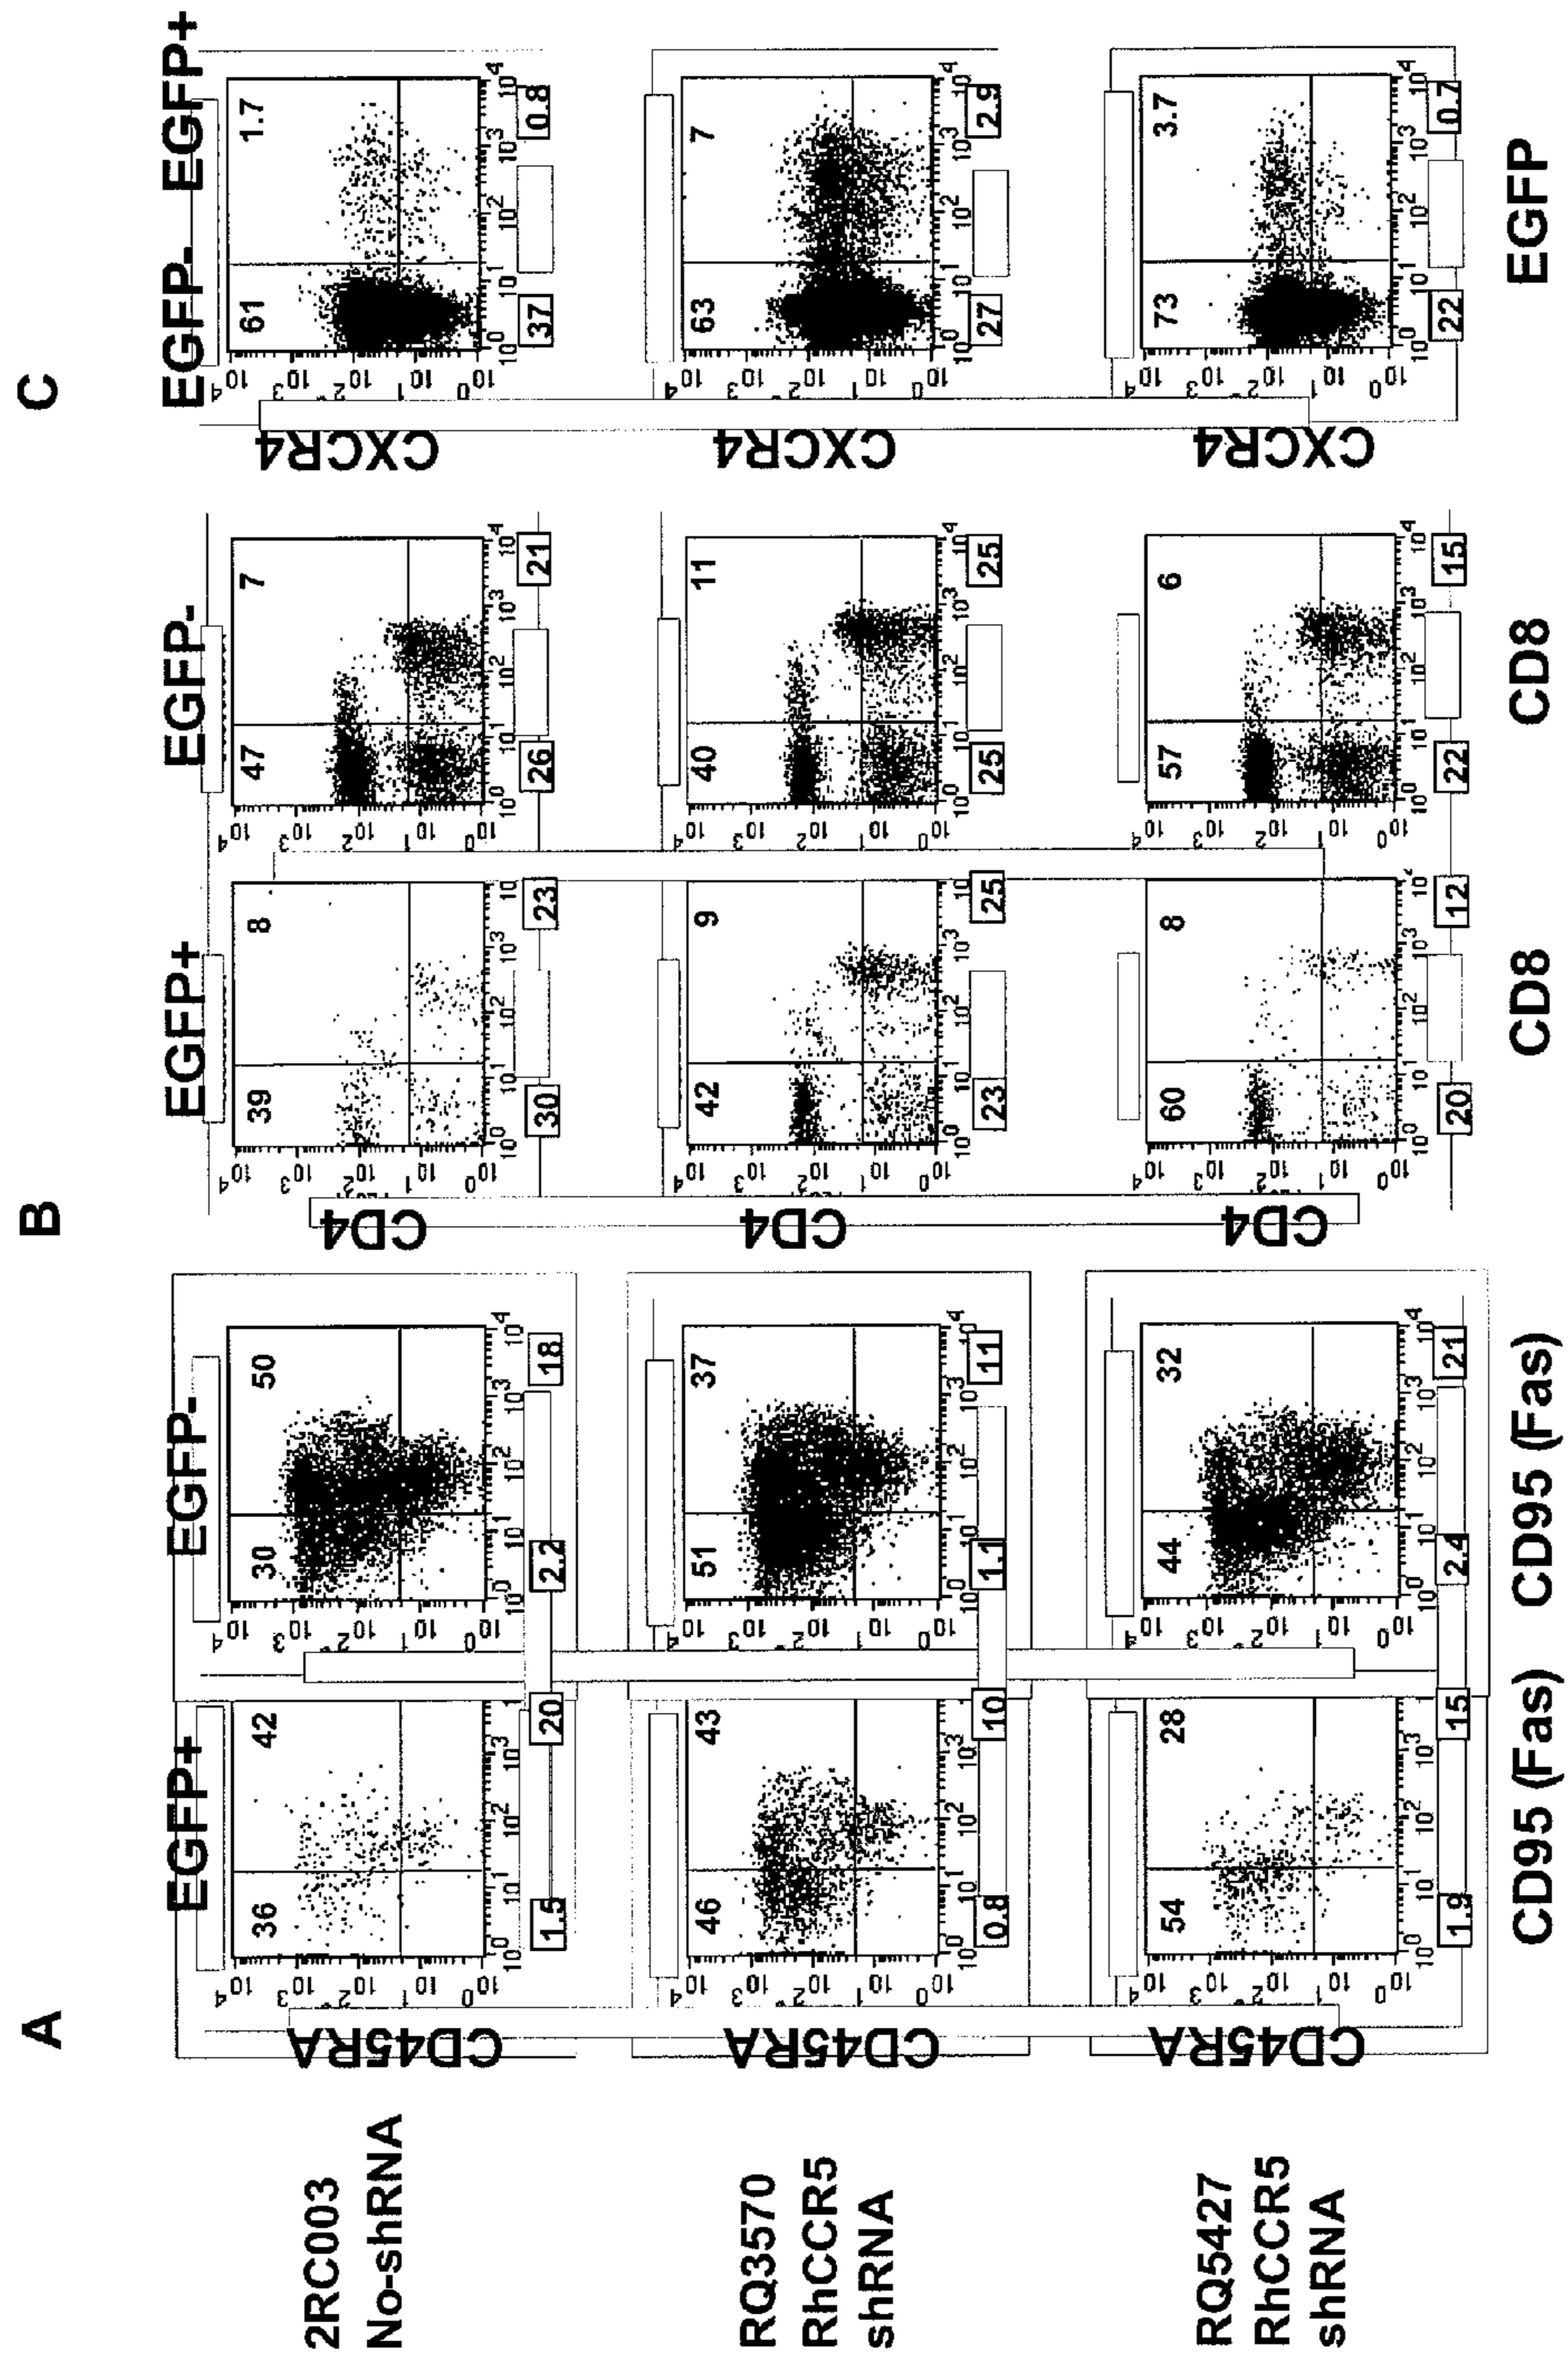 A
B
C
EGFP+
EGFP-
EGFP+
EGFP-
EGFP- EGFP+
2RC003
No-shRNA
CD45RA
36 42
1.5 20
30 50
2.2 18
CD4
39 8
30 23
47 7
26 21
CXCR4
61 1.7
37 0.8
RQ3570
RhCCR5
shRNA
CD45RA
46 43
0.8 10
51 37
1.1 11
CD4
42 9
23 25
40 11
25 25
CXCR4
63 7
27 2.9
RQ5427
RhCCR5
shRNA
CD45RA
54 28
1.9 15
44 32
2.4 21
CD4
60 8
20 12
57 6
22 15
CXCR4
73 3.7
22 0.7
CD95 (Fas)
CD95 (Fas)
CD8
CD8
EGFP